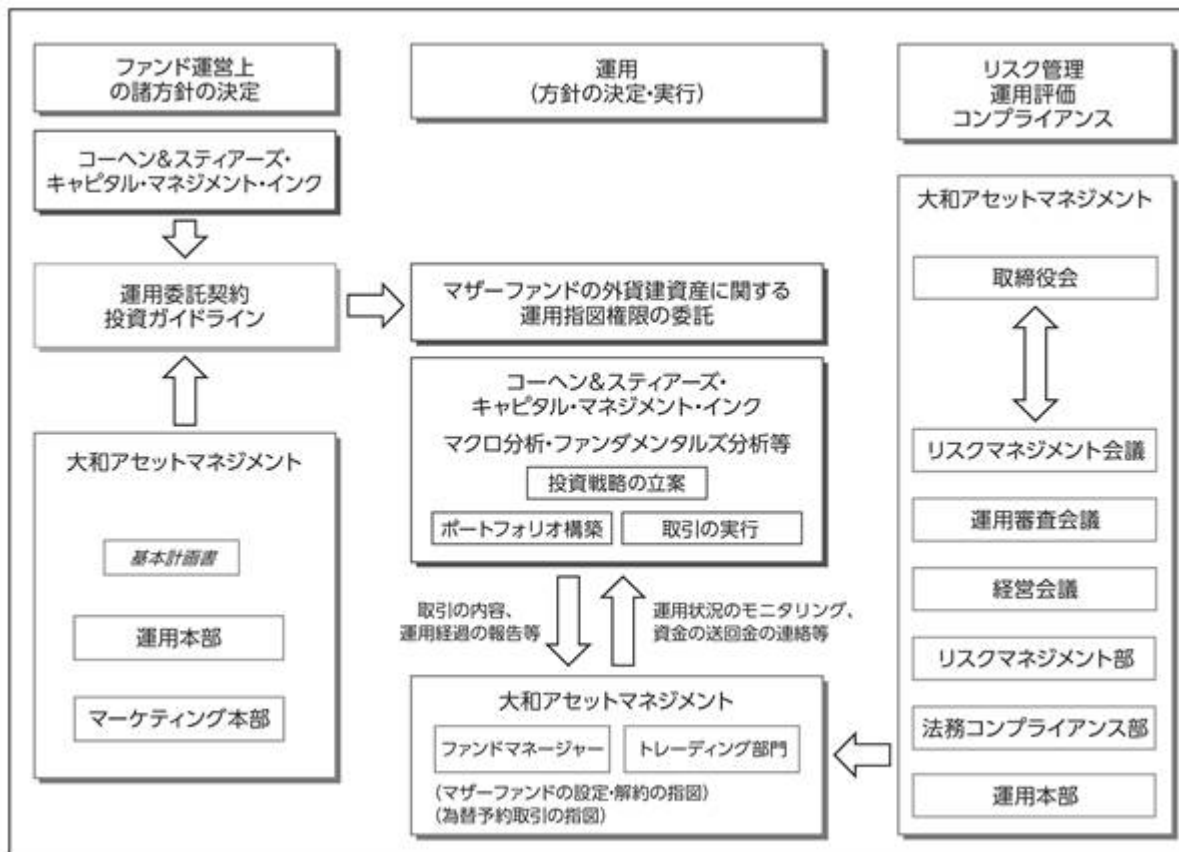 ファンド運営上
の諸方針の決定
コーヘン&スティアーズ・
キャピタル・マネジメント・インク
運用委託契約
投資ガイドライン
大和アセットマネジメント
基本計画書
運用本部
マーケティング本部
運用
(方針の決定・実行)
マザーファンドの外貨建資産に関する
運用指図権限の委託
コーヘン&スティアーズ・
キャピタル・マネジメント・インク
マクロ分析・ファンダメンタルズ分析等
投資戦略の立案
ポートフォリオ構築
取引の実行
取引の内容、
運用経過の報告等
運用状況のモニタリング、
資金の送回金の連絡等
大和アセットマネジメント
ファンドマネージャー
トレーディング部門
(マザーファンドの設定・解約の指図)
(為替予約取引の指図)
リスク管理
運用評価
コンプライアンス
大和アセットマネジメント
取締役会
リスクマネジメント会議
運用審査会議
経営会議
リスクマネジメント部
法務コンプライアンス部
運用本部